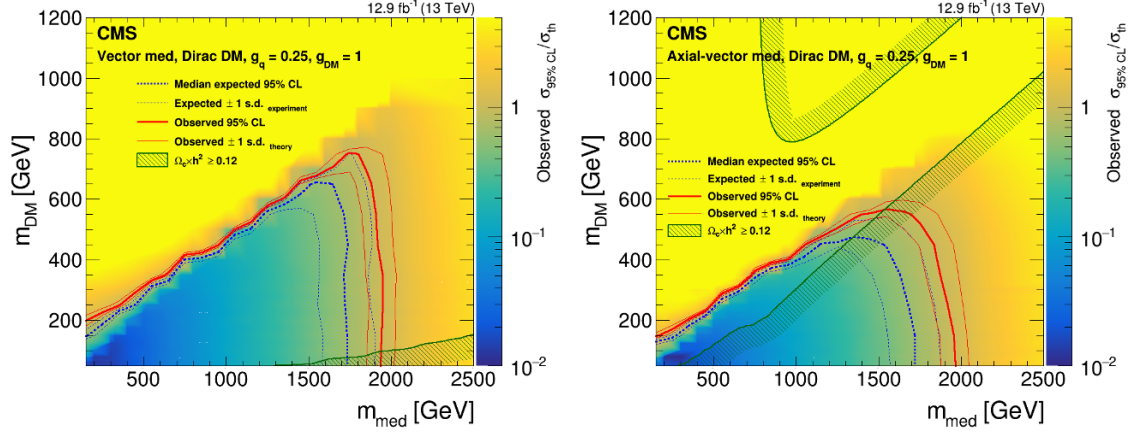 12.9 fb⁻¹ (13 TeV)
CMS
Vector med, Dirac DM, g_q = 0.25, g_DM = 1
Median expected 95% CL
Expected ± 1 s.d. experiment
Observed 95% CL
Observed ± 1 s.d. theory
Ω_c×h² ≥ 0.12
1200
1000
800
600
400
200
m_DM [GeV]
500
1000
1500
2000
2500
m_med [GeV]
1
10⁻¹
10⁻²
Observed σ_95% CL/σ_th
12.9 fb⁻¹ (13 TeV)
CMS
Axial-vector med, Dirac DM, g_q = 0.25, g_DM = 1
Median expected 95% CL
Expected ± 1 s.d. experiment
Observed 95% CL
Observed ± 1 s.d. theory
Ω_c×h² ≥ 0.12
1200
1000
800
600
400
200
m_DM [GeV]
500
1000
1500
2000
2500
m_med [GeV]
1
10⁻¹
10⁻²
Observed σ_95% CL/σ_th